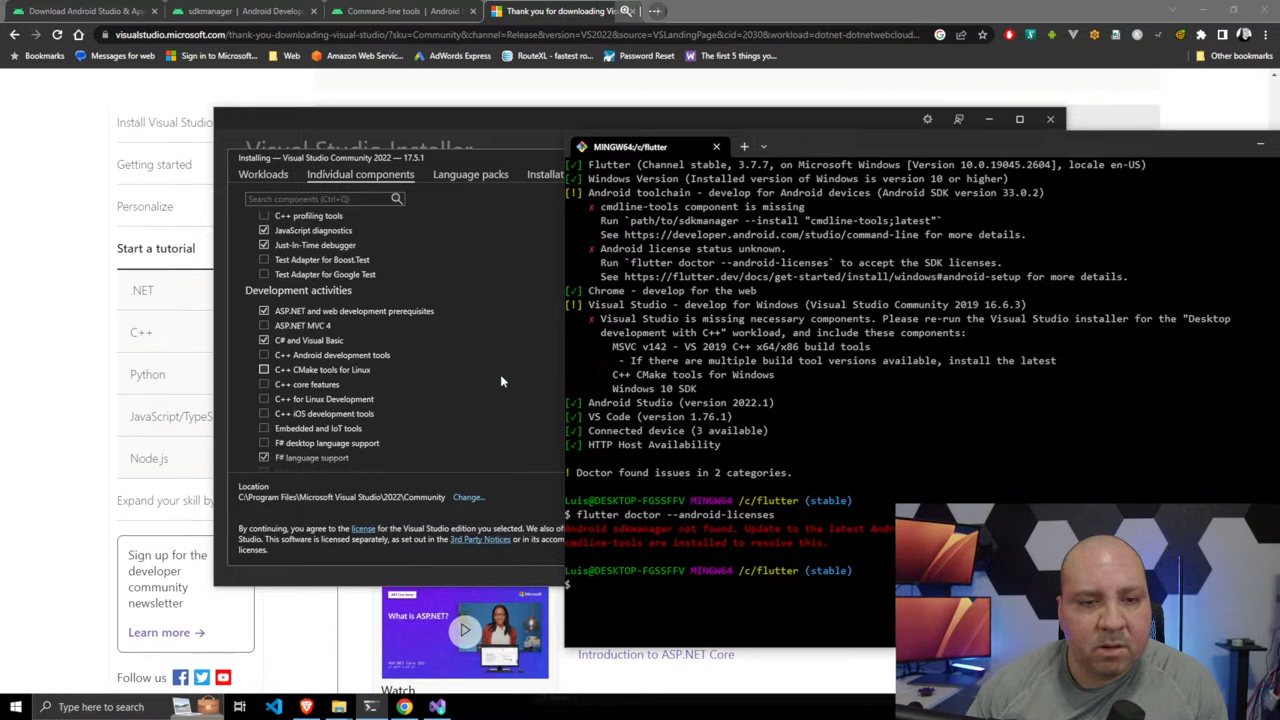 Download Android Studio & Ap
sdkmanager | Android Develop
Command-line tools | Android
Thank you for downloading Vis
visualstudio.microsoft.com/thank-you-downloading-visual-studio/?sku=Community&channel=Release&version=VS2022&source=VSLandingPage&cid=2030&workload=dotnet-dotnetwebcloud...
Bookmarks
Messages for web
Sign in to Microsof...
Web
Amazon Web Servic...
AdWords Express
RouteXL - fastest ro...
Password Reset
The first 5 things yo...
Other bookmarks
Install Visual Studio
Getting started
Personalize
Start a tutorial
.NET
C++
Python
JavaScript/TypeS
Node.js
Expand your skill
Sign up for the
developer
community
newsletter
Learn more →
Follow us
Visual Studio Installer
Installing — Visual Studio Community 2022 — 17.5.1
Workloads
Individual components
Language packs
Installat
Search components (Ctrl+Q)
C++ profiling tools
JavaScript diagnostics
Just-In-Time debugger
Test Adapter for Boost.Test
Test Adapter for Google Test
Development activities
ASP.NET and web development prerequisites
ASP.NET MVC 4
C# and Visual Basic
C++ Android development tools
C++ CMake tools for Linux
C++ core features
C++ for Linux Development
C++ iOS development tools
Embedded and IoT tools
F# desktop language support
F# language support
Location
C:\Program Files\Microsoft Visual Studio\2022\Community Change...
By continuing, you agree to the license for the Visual Studio edition you selected. We also of
Studio. This software is licensed separately, as set out in the 3rd Party Notices or in its accom
licenses.
Microsoft
What is ASP.NET?
Watch
Introduction to ASP.NET Core
MINGW64:/c/flutter
[✓] Flutter (Channel stable, 3.7.7, on Microsoft Windows [Version 10.0.19045.2604], locale en-US)
[✓] Windows Version (Installed version of Windows is version 10 or higher)
[!] Android toolchain - develop for Android devices (Android SDK version 33.0.2)
✗ cmdline-tools component is missing
Run `path/to/sdkmanager --install "cmdline-tools;latest"`
See https://developer.android.com/studio/command-line for more details.
✗ Android license status unknown.
Run `flutter doctor --android-licenses` to accept the SDK licenses.
See https://flutter.dev/docs/get-started/install/windows#android-setup for more details.
[✓] Chrome - develop for the web
[!] Visual Studio - develop for Windows (Visual Studio Community 2019 16.6.3)
✗ Visual Studio is missing necessary components. Please re-run the Visual Studio installer for the "Desktop
development with C++" workload, and include these components:
MSVC v142 - VS 2019 C++ x64/x86 build tools
- If there are multiple build tool versions available, install the latest
C++ CMake tools for Windows
Windows 10 SDK
[✓] Android Studio (version 2022.1)
[✓] VS Code (version 1.76.1)
[✓] Connected device (3 available)
[✓] HTTP Host Availability
! Doctor found issues in 2 categories.
Luis@DESKTOP-FGSSFFV MINGW64 /c/flutter (stable)
$ flutter doctor --android-licenses
Android sdkmanager not found. Update to the latest Andr
cmdline-tools are installed to resolve this.
Luis@DESKTOP-FGSSFFV MINGW64 /c/flutter (stable)
$
Type here to search